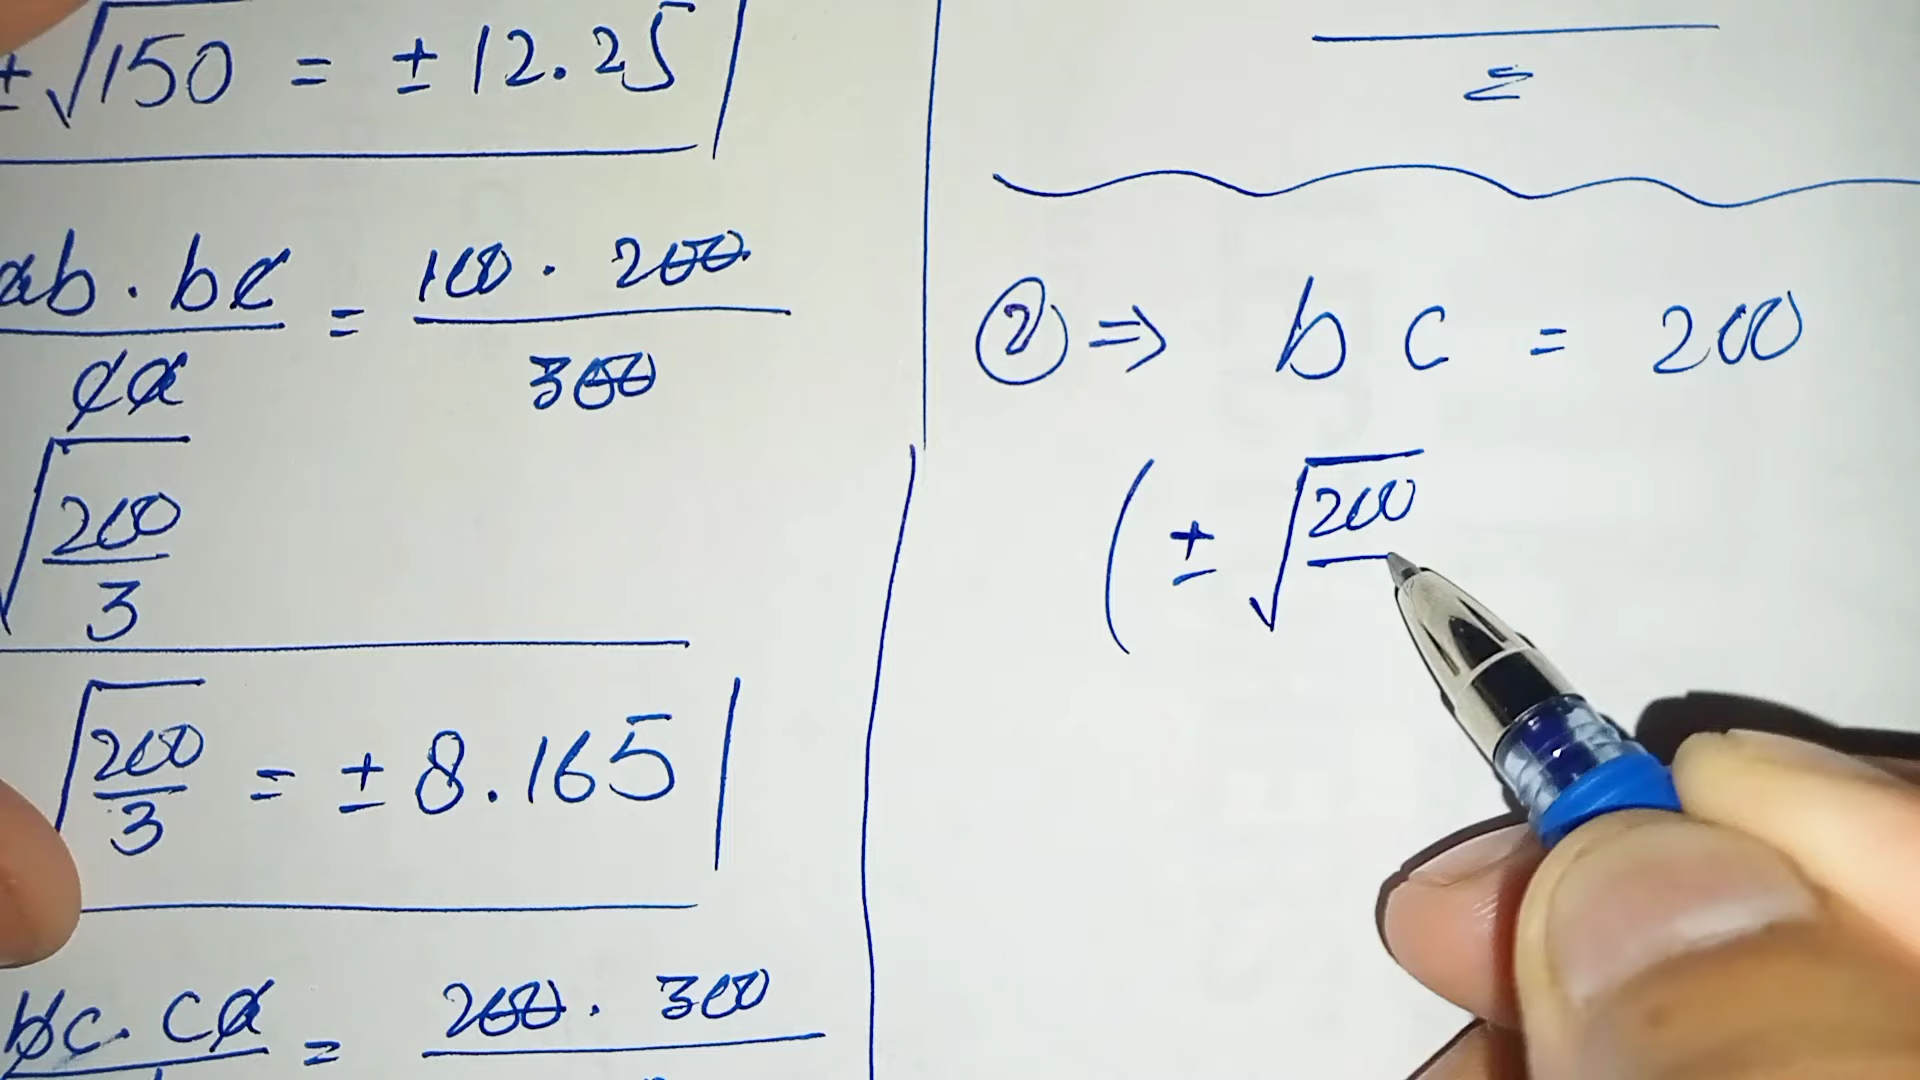 ± √150 = ± 12.25
ab . bc / ca = 100 . 200 / 300
√200/3
√200/3 = ± 8.165
bc . ca = 200 . 300
=
② ⇒ b c = 200
( ± √200